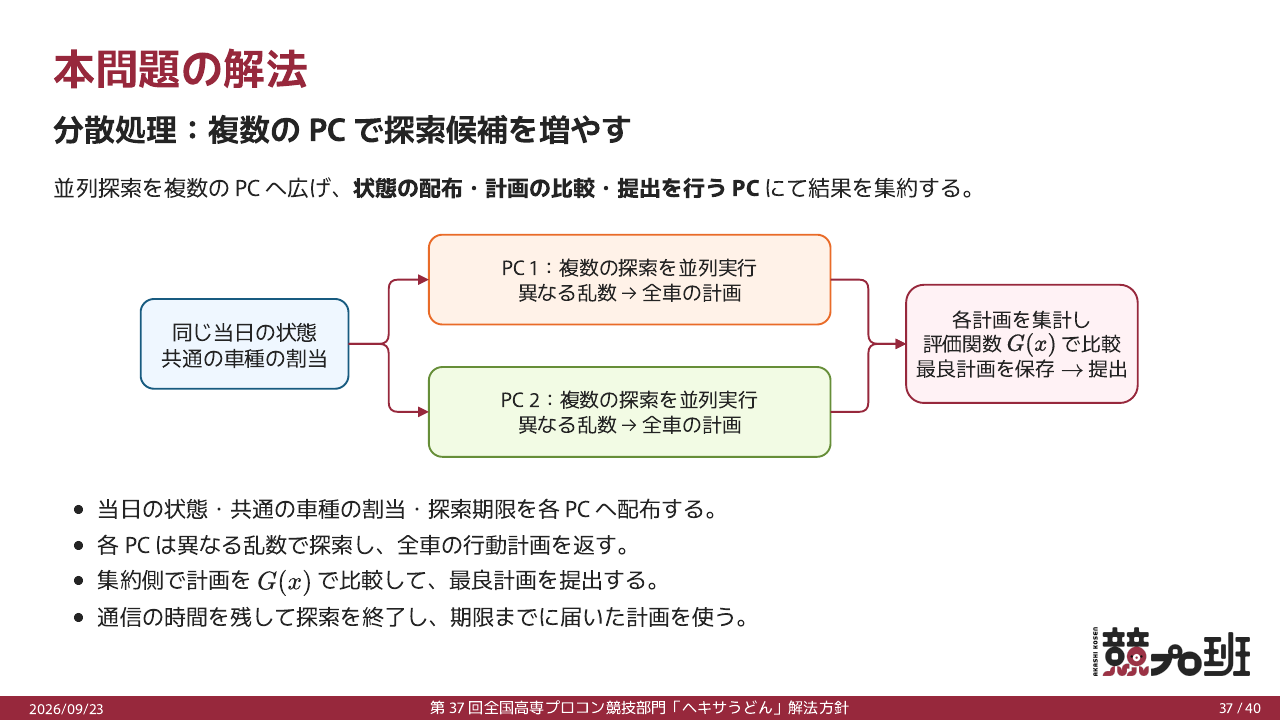 本問題の解法
分散処理：複数の PC で探索候補を増やす
並列探索を複数の PC へ広げ、状態の配布・計画の比較・提出を行う PC にて結果を集約する。
同じ当日の状態
共通の車種の割当
PC 1：複数の探索を並列実行
異なる乱数 → 全車の計画
PC 2：複数の探索を並列実行
異なる乱数 → 全車の計画
各計画を集計し
評価関数 G(x) で比較
最良計画を保存 → 提出
• 当日の状態・共通の車種の割当・探索期限を各 PC へ配布する。
• 各 PC は異なる乱数で探索し、全車の行動計画を返す。
• 集約側で計画を G(x) で比較して、最良計画を提出する。
• 通信の時間を残して探索を終了し、期限までに届いた計画を使う。
AKASHI KOSEN
競プロ班
2026/09/23
第 37 回全国高専プロコン競技部門「ヘキサうどん」解法方針
37 / 40